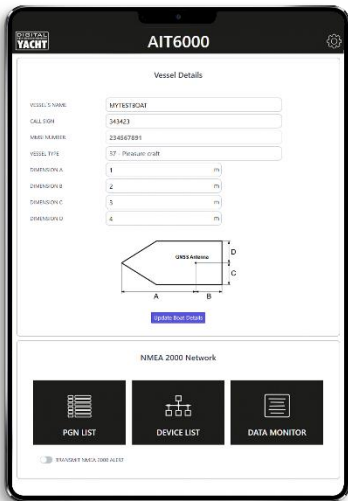 DIGITAL
YACHT
AIT6000
Vessel Details
VESSEL'S NAME MYTESTBOAT
CALL SIGN 343423
MMSI NUMBER 234567891
VESSEL TYPE 37 - Pleasure craft
DIMENSION A 1 m
DIMENSION B 2 m
DIMENSION C 5 m
DIMENSION D 4 m
GNSS Antenna
D
C
A B
Update Boat Details
NMEA 2000 Network
PGN LIST DEVICE LIST DATA MONITOR
TRANSMIT NMEA 2000 ALERT